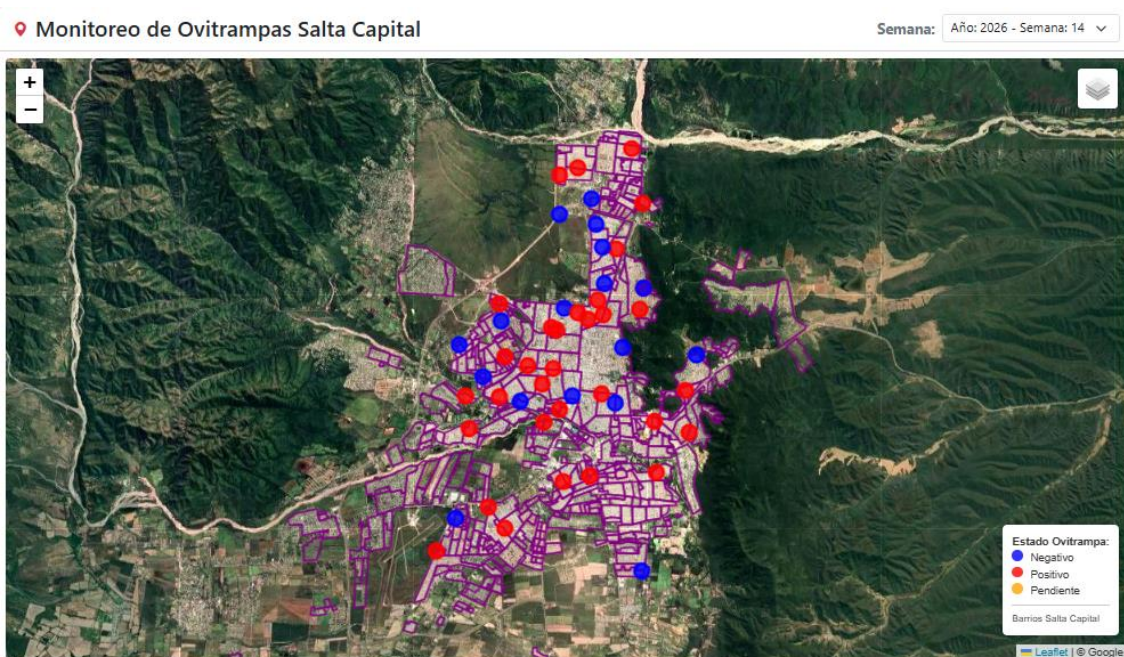 Monitoreo de Ovitrampas Salta Capital
Semana: Año: 2026 - Semana: 14
+
−
Estado Ovitrampa:
Negativo
Positivo
Pendiente
Barrios Salta Capital
Leaflet | © Google